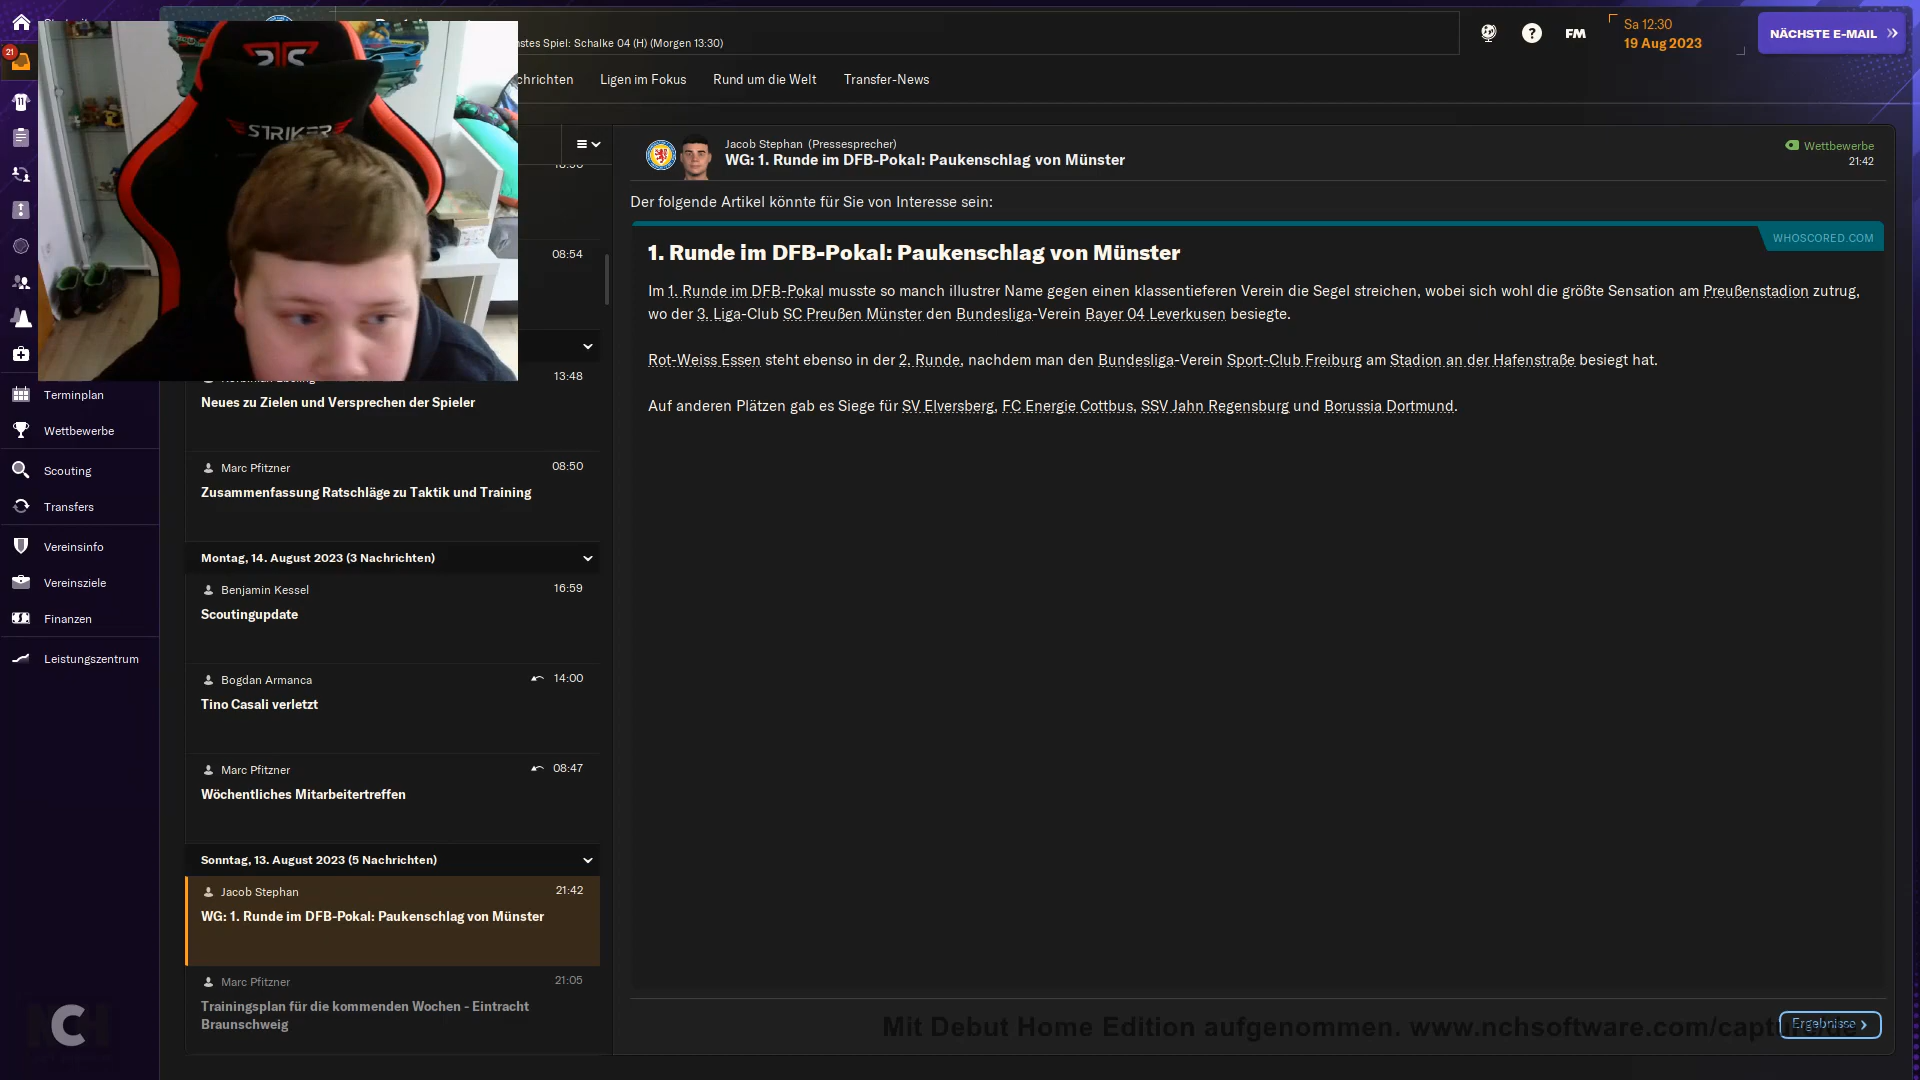 21
nstes Spiel: Schalke 04 (H) (Morgen 13:30)
FM
Sa 12:30
19 Aug 2023
NÄCHSTE E-MAIL
chrichten
Ligen im Fokus
Rund um die Welt
Transfer-News
STRIKER
Terminplan
Wettbewerbe
Scouting
Transfers
Vereinsinfo
Vereinsziele
Finanzen
Leistungszentrum
08:54
13:48
Neues zu Zielen und Versprechen der Spieler
Marc Pfitzner
08:50
Zusammenfassung Ratschläge zu Taktik und Training
Montag, 14. August 2023 (3 Nachrichten)
Benjamin Kessel
16:59
Scoutingupdate
Bogdan Armanca
14:00
Tino Casali verletzt
Marc Pfitzner
08:47
Wöchentliches Mitarbeitertreffen
Sonntag, 13. August 2023 (5 Nachrichten)
Jacob Stephan
21:42
WG: 1. Runde im DFB-Pokal: Paukenschlag von Münster
Marc Pfitzner
21:05
Trainingsplan für die kommenden Wochen - Eintracht
Braunschweig
Jacob Stephan (Pressesprecher)
WG: 1. Runde im DFB-Pokal: Paukenschlag von Münster
Wettbewerbe
21:42
Der folgende Artikel könnte für Sie von Interesse sein:
WHOSCORED.COM
1. Runde im DFB-Pokal: Paukenschlag von Münster
Im 1. Runde im DFB-Pokal musste so manch illustrer Name gegen einen klassentieferen Verein die Segel streichen, wobei sich wohl die größte Sensation am Preußenstadion zutrug,
wo der 3. Liga-Club SC Preußen Münster den Bundesliga-Verein Bayer 04 Leverkusen besiegte.
Rot-Weiss Essen steht ebenso in der 2. Runde, nachdem man den Bundesliga-Verein Sport-Club Freiburg am Stadion an der Hafenstraße besiegt hat.
Auf anderen Plätzen gab es Siege für SV Elversberg, FC Energie Cottbus, SSV Jahn Regensburg und Borussia Dortmund.
Ergebnisse
Mit Debut Home Edition aufgenommen. www.nchsoftware.com/capture/de
NCH